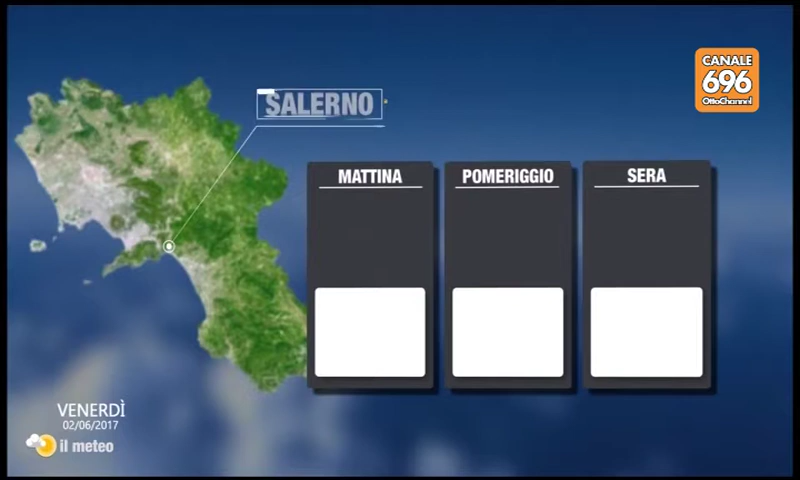 CANALE
696
OttoChannel
SALERNO
MATTINA
POMERIGGIO
SERA
VENERDÌ
02/06/2017
il meteo